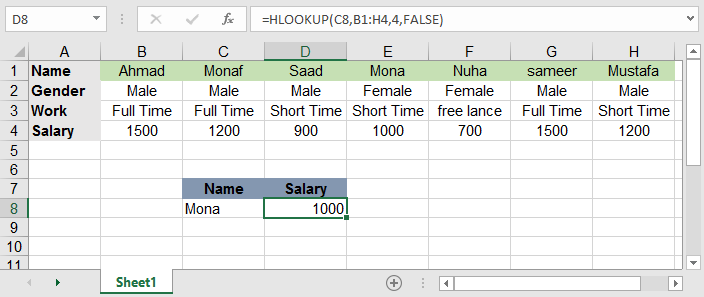 D8 fx =HLOOKUP(C8,B1:H4,4,FALSE)
A B C D E F G H
1 Name Ahmad Monaf Saad Mona Nuha sameer Mustafa
2 Gender Male Male Male Female Female Male Male
3 Work Full Time Full Time Short Time Short Time free lance Full Time Short Time
4 Salary 1500 1200 900 1000 700 1500 1200
5
6
7 Name Salary
8 Mona 1000
9
10
11
Sheet1